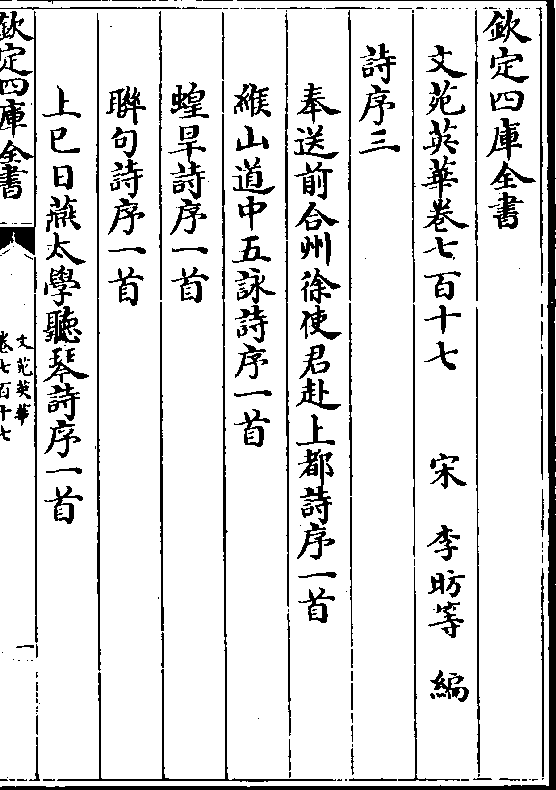 欽定四庫全書
文苑英華卷七百十七 宋 李昉等 編
詩序三
奉送前合州徐使君赴上都詩序一首
緱山道中五詠詩序一首
蝗旱詩序一首
聨句詩序一首
上巳日燕太學聽琴詩序一首
欽定四庫全書
文苑英華
卷七百十七
一